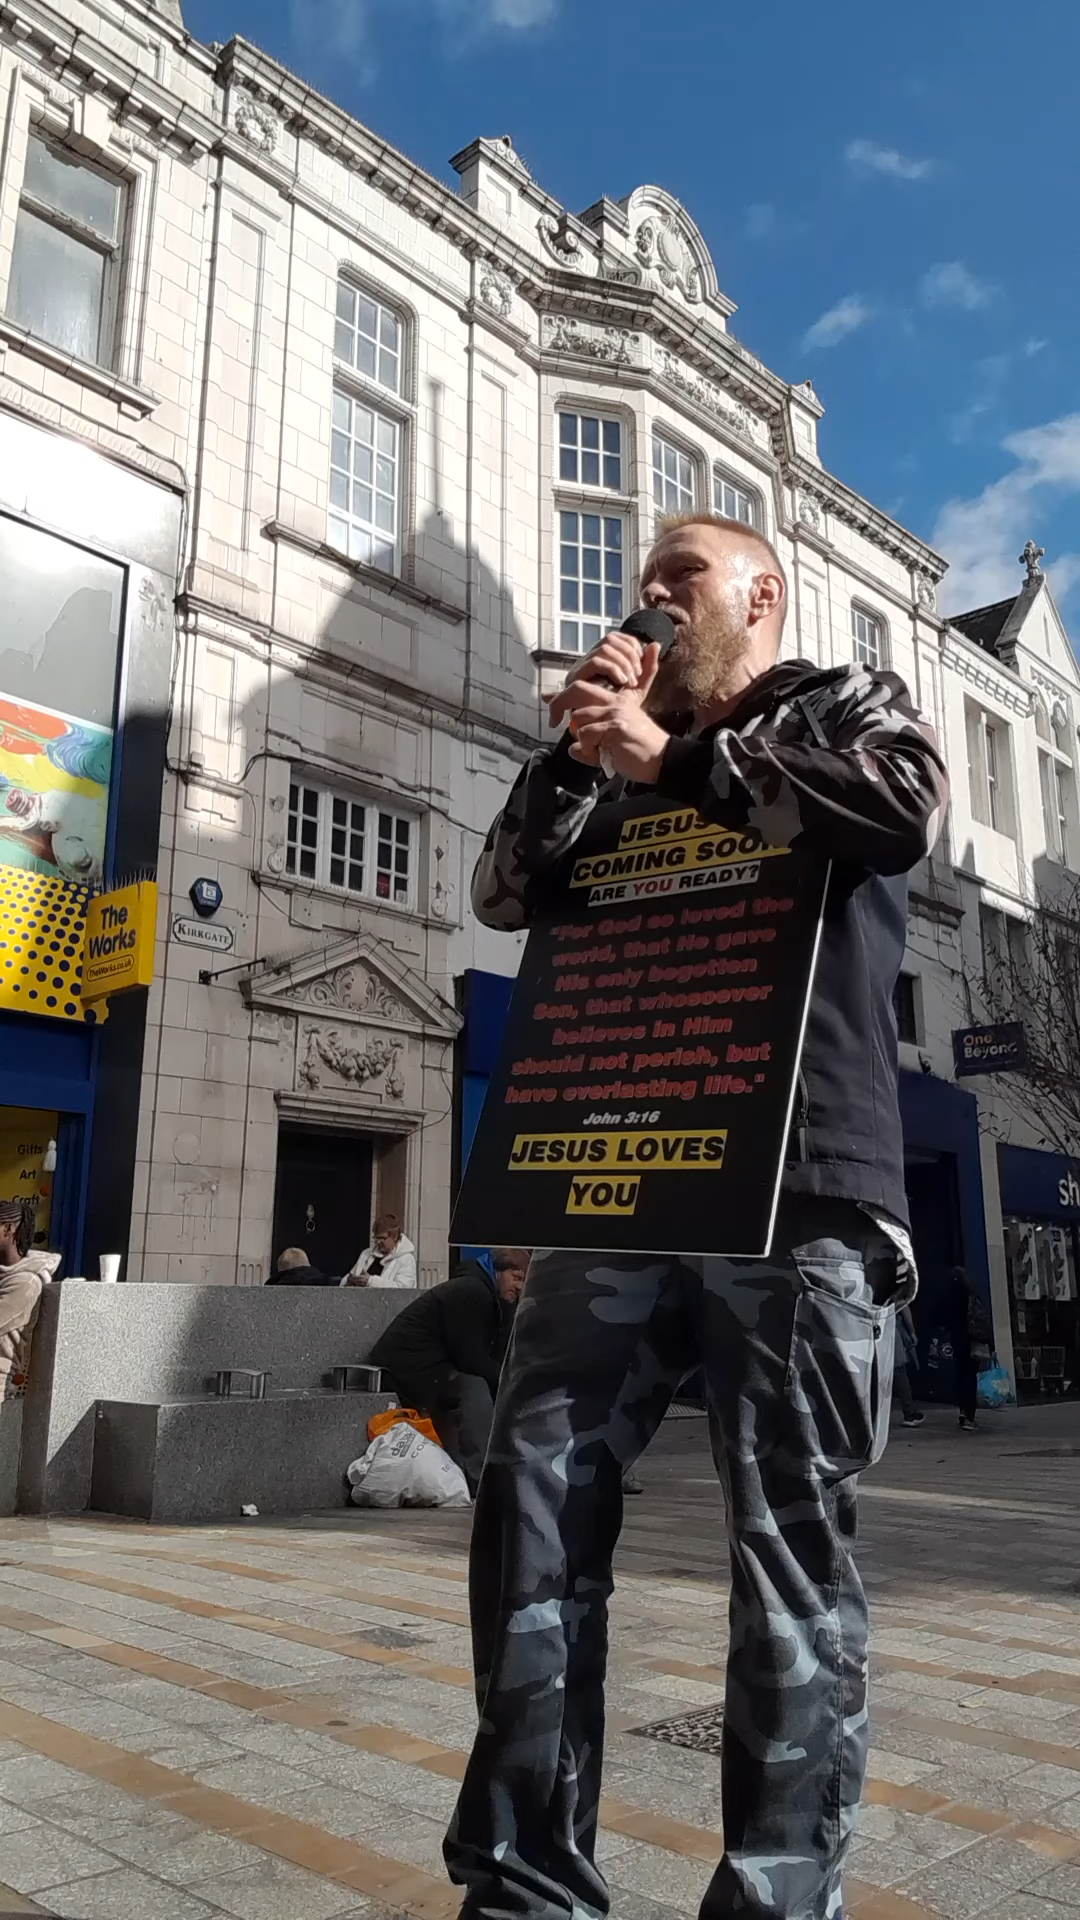 JESUS
COMING SOON
ARE YOU READY?
"For God so loved the
world, that He gave
His only begotten
Son, that whosoever
believes in Him
should not perish, but
have everlasting life."
John 3:16
JESUS LOVES
YOU
The
Works
TheWorks.co.uk
KIRKGATE
Gifts
Art
Craft
One
Beyond
sh